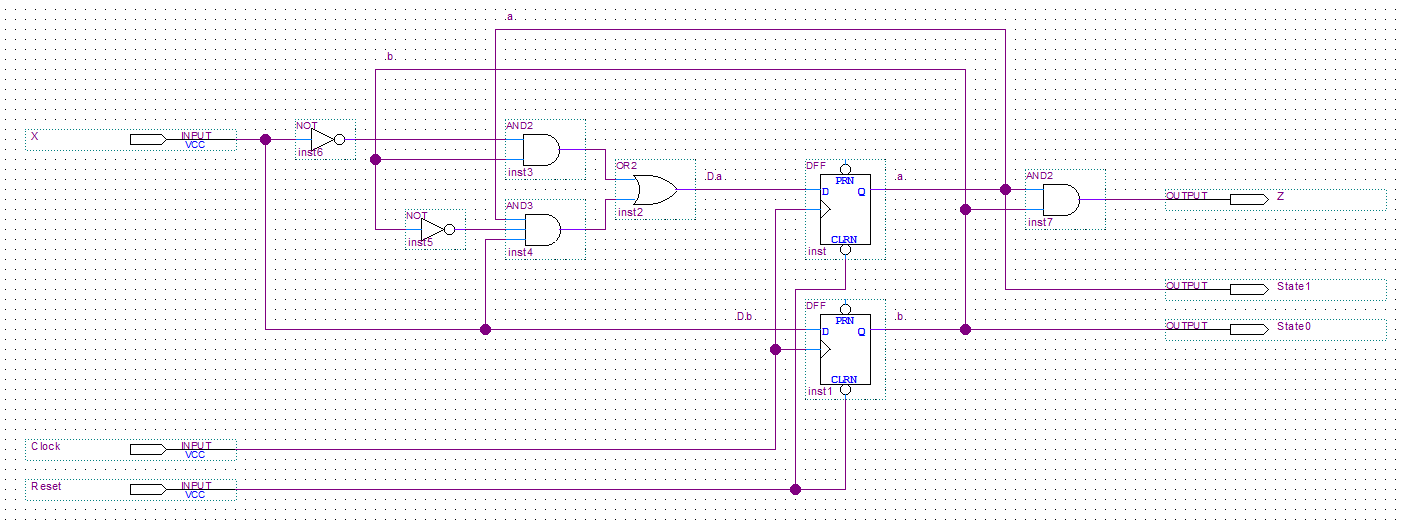 a
b
X
INPUT
VCC
NOT
inst6
AND2
inst3
OR2
inst2
D.a
DFF
PRN
D
Q
CLRN
inst
a
AND2
inst7
OUTPUT
Z
NOT
inst5
AND3
inst4
OUTPUT
State1
D.b
DFF
PRN
D
Q
CLRN
inst1
b
OUTPUT
State0
Clock
INPUT
VCC
Reset
INPUT
VCC